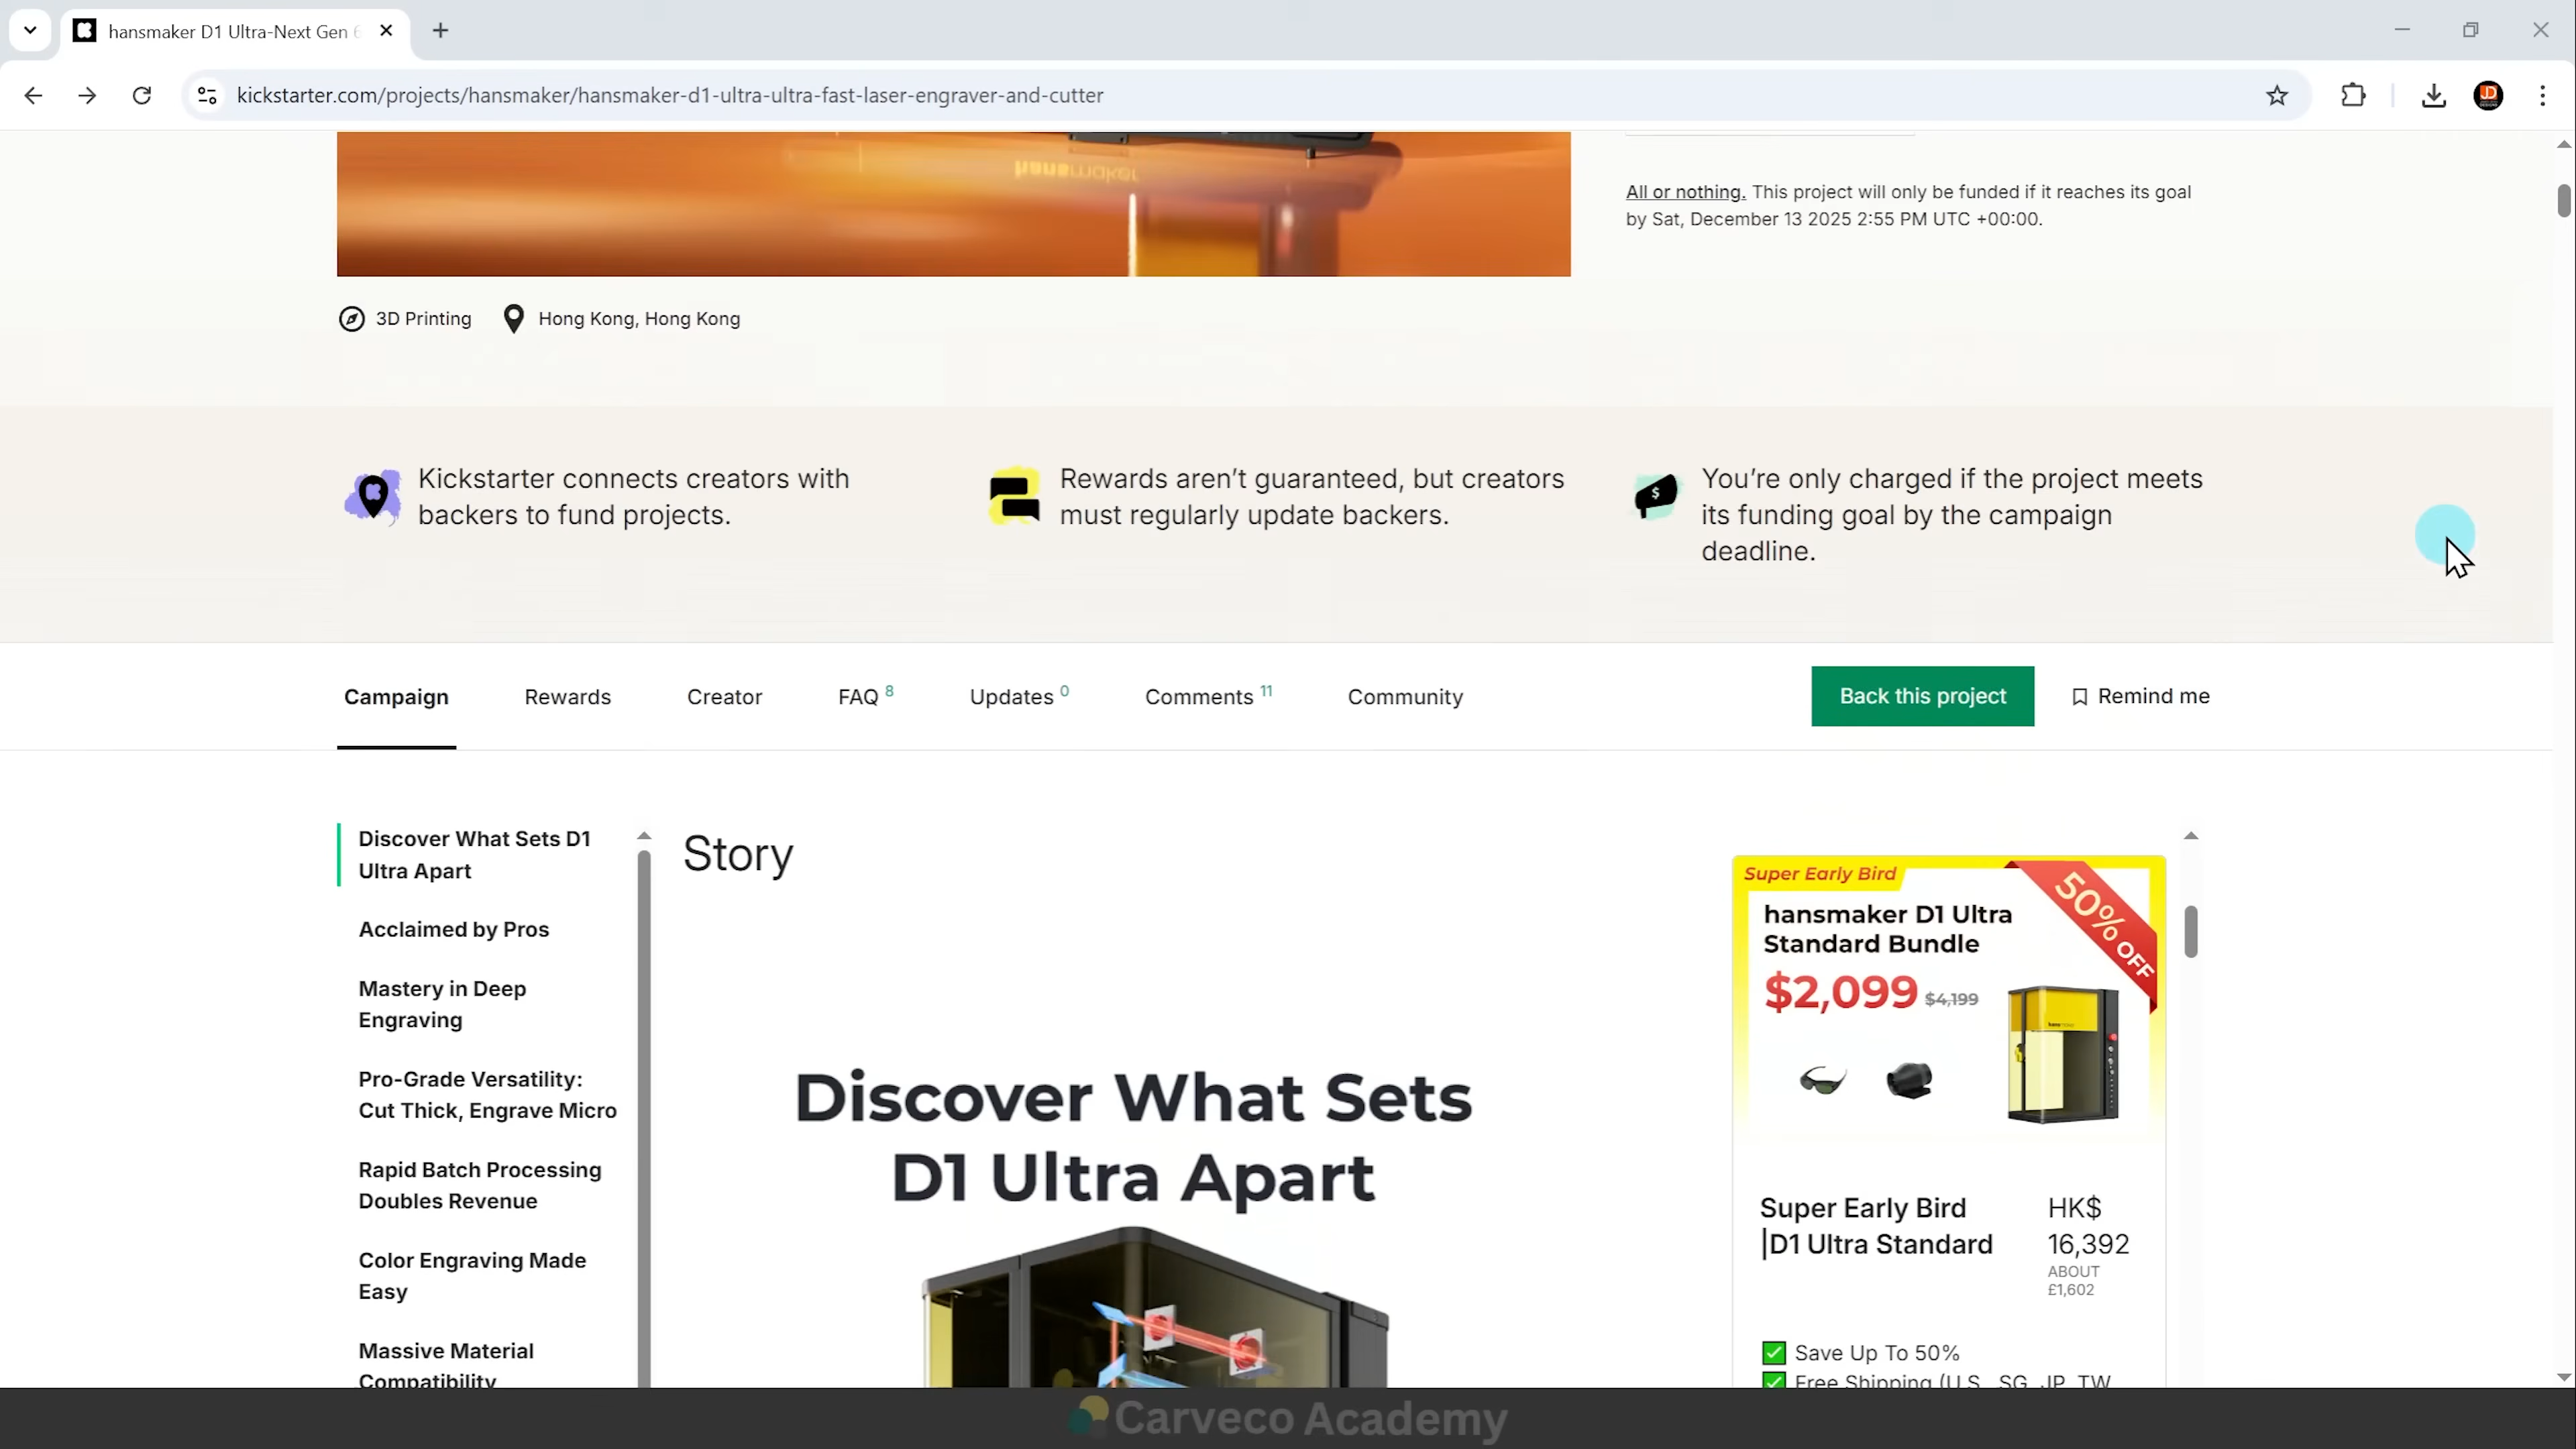 hansmaker D1 Ultra-Next Gen
kickstarter.com/projects/hansmaker/hansmaker-d1-ultra-ultra-fast-laser-engraver-and-cutter
hansmaker
All or nothing. This project will only be funded if it reaches its goal
by Sat, December 13 2025 2:55 PM UTC +00:00.
3D Printing
Hong Kong, Hong Kong
Kickstarter connects creators with
backers to fund projects.
Rewards aren't guaranteed, but creators
must regularly update backers.
You're only charged if the project meets
its funding goal by the campaign
deadline.
Campaign Rewards Creator FAQ 8 Updates 0 Comments 11 Community
Back this project
Remind me
Discover What Sets D1
Ultra Apart
Acclaimed by Pros
Mastery in Deep
Engraving
Pro-Grade Versatility:
Cut Thick, Engrave Micro
Rapid Batch Processing
Doubles Revenue
Color Engraving Made
Easy
Massive Material
Compatibility
Story
Discover What Sets
D1 Ultra Apart
Super Early Bird
50% OFF
hansmaker D1 Ultra
Standard Bundle
$2,099 $4,199
Super Early Bird
|D1 Ultra Standard
HK$
16,392
ABOUT
£1,602
Save Up To 50%
Free Shipping (U.S., SG, JP, TW,
Carveco Academy